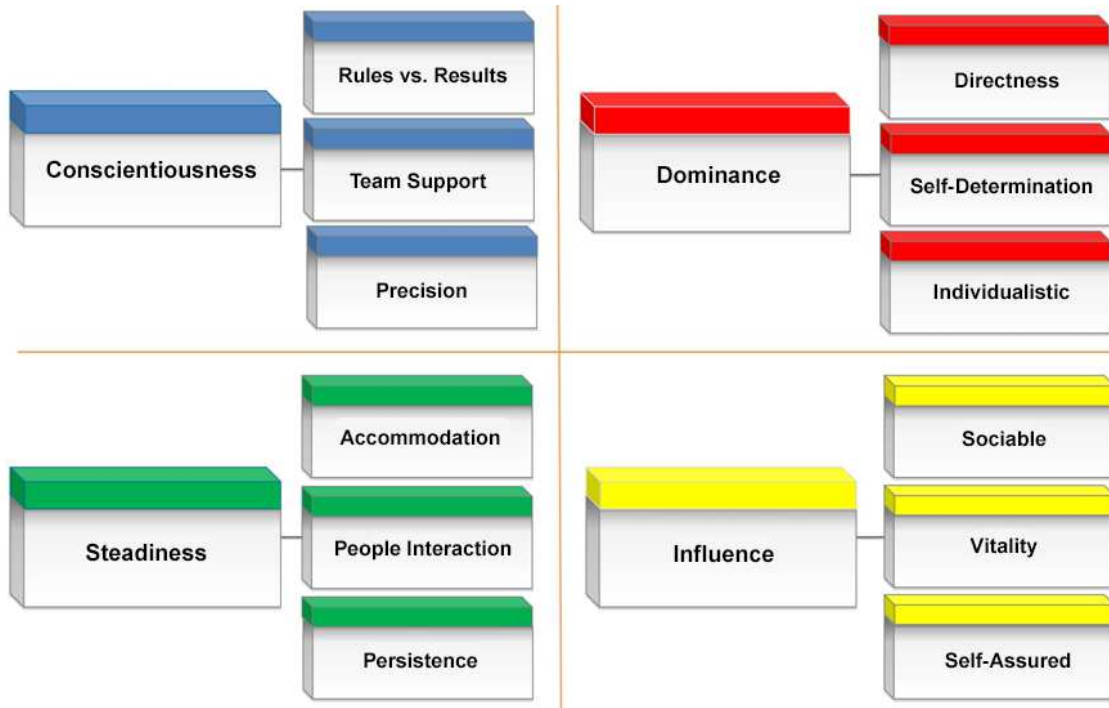 Conscientiousness
Rules vs. Results
Team Support
Precision
Dominance
Directness
Self-Determination
Individualistic
Steadiness
Accommodation
People Interaction
Persistence
Influence
Sociable
Vitality
Self-Assured